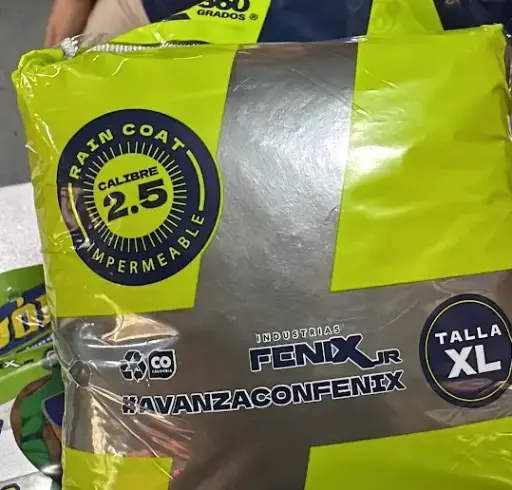 360
GRADOS®
RAIN COAT
CALIBRE
2.5
IMPERMEABLE
INDUSTRIAS
FENIX JR
CO
COLOMBIA
#AVANZACONFENIX
TALLA
XL